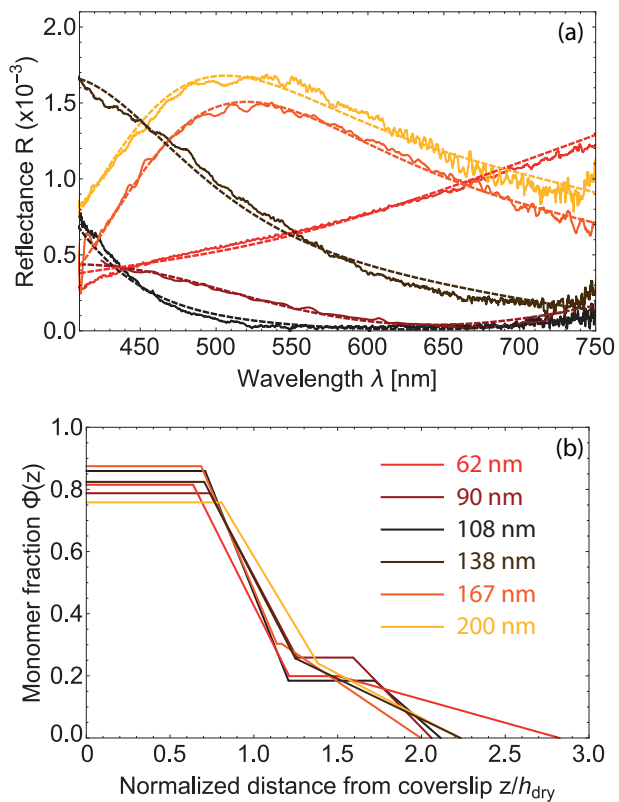 (a)
2.0
1.5
1.0
0.5
0.0
Reflectance R (x10⁻³)
450 500 550 600 650 700 750
Wavelength λ [nm]
(b)
1.0
0.8
0.6
0.4
0.2
0.0
Monomer fraction Φ(z)
62 nm
90 nm
108 nm
138 nm
167 nm
200 nm
0.0 0.5 1.0 1.5 2.0 2.5 3.0
Normalized distance from coverslip z/h_dry